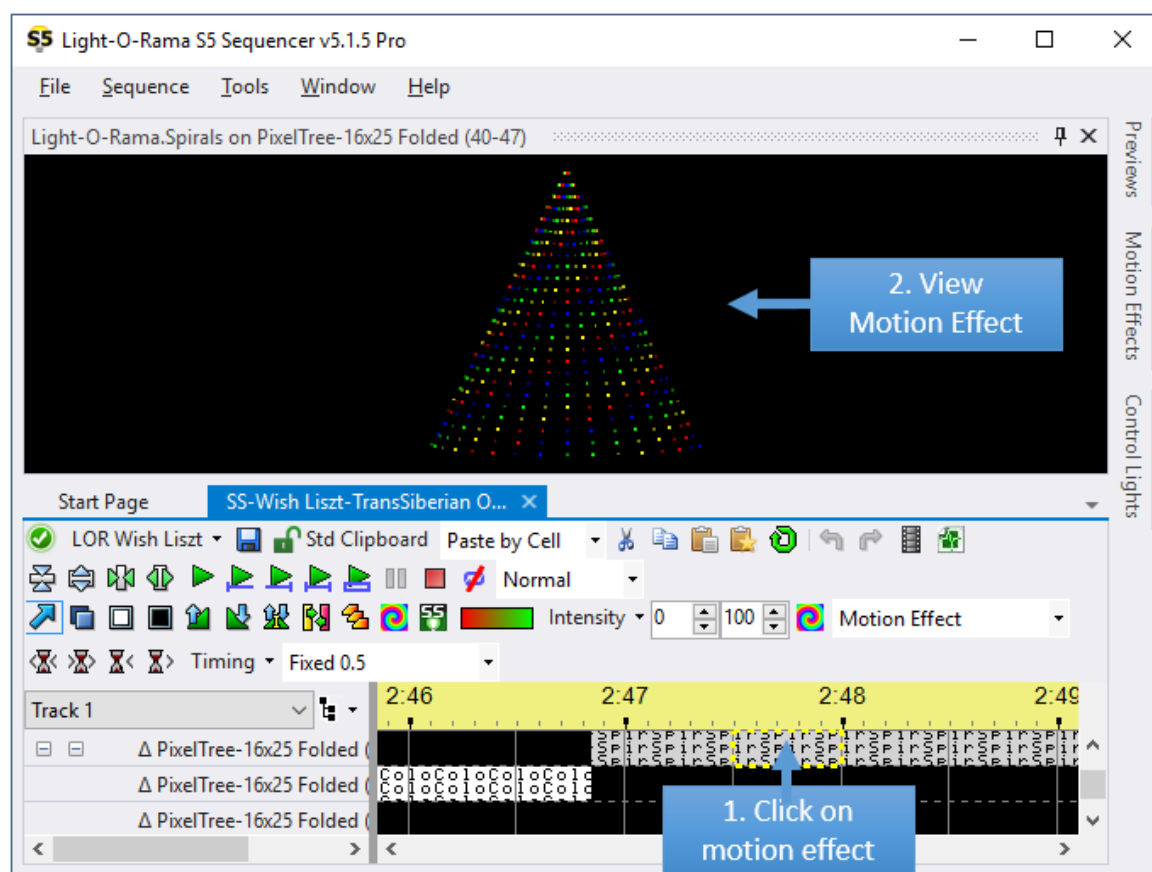 S5 Light-O-Rama S5 Sequencer v5.1.5 Pro
File Sequence Tools Window Help
Light-O-Rama.Spirals on PixelTree-16x25 Folded (40-47)
Previews
Motion Effects
Control Lights
2. View
Motion Effect
Start Page SS-Wish Liszt-TransSiberian O...
LOR Wish Liszt Std Clipboard Paste by Cell
Normal
S5 Intensity 0 100 Motion Effect
Timing Fixed 0.5
Track 1 2:46 2:47 2:48 2:49
Δ PixelTree-16x25 Folded (
Δ PixelTree-16x25 Folded ( ColoColoColoColoColo
Δ PixelTree-16x25 Folded (
1. Click on
motion effect